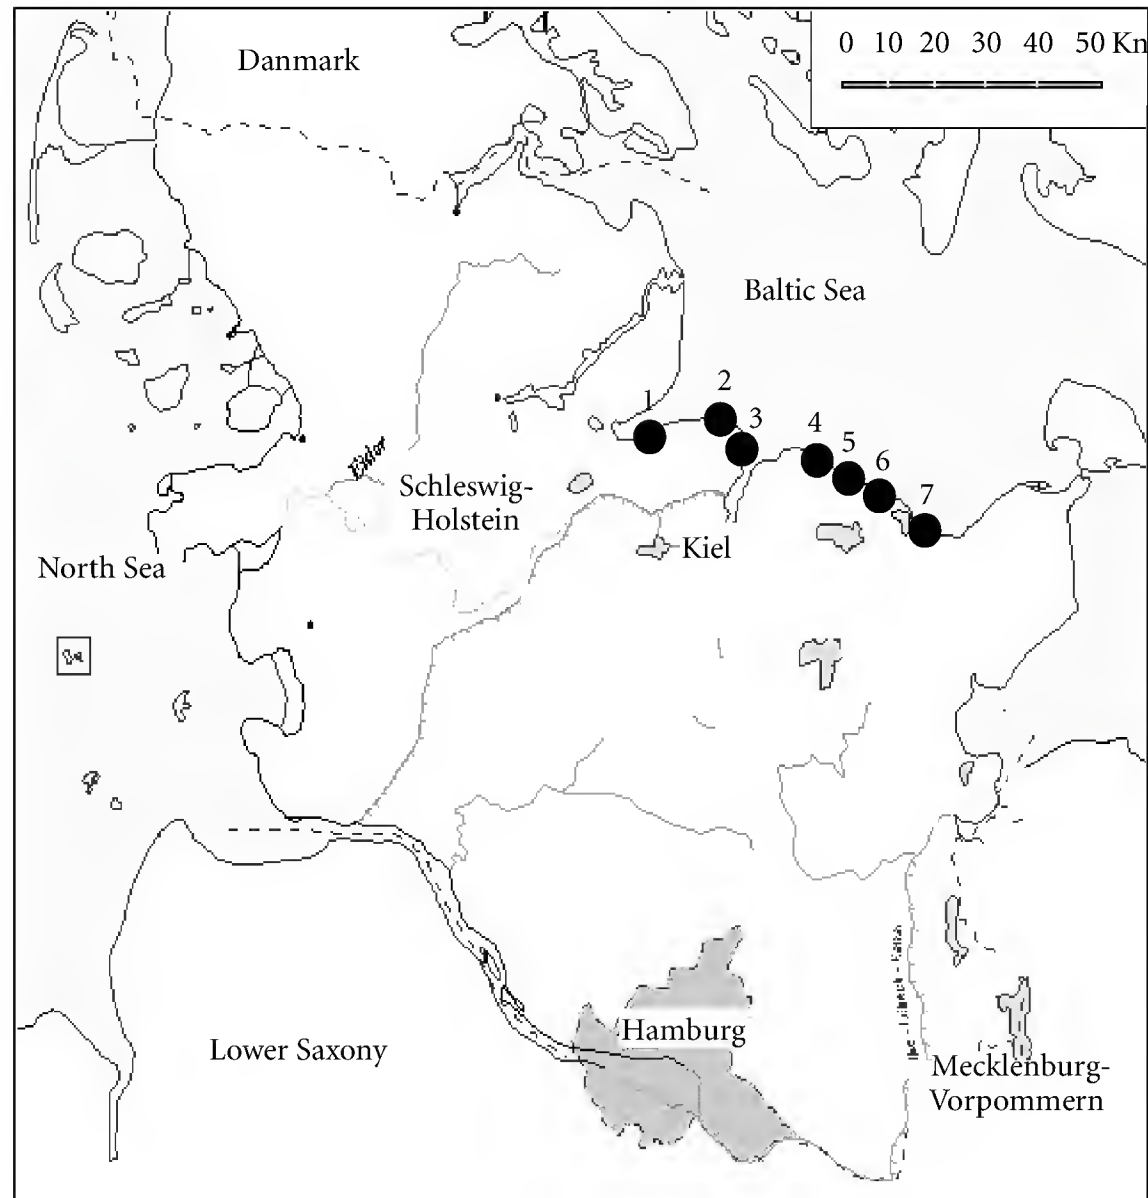 Danmark
0 10 20 30 40 50 Kn
Baltic Sea
1
2
3
4
5
6
7
Eider
Schleswig-
Holstein
Kiel
North Sea
Hamburg
Lower Saxony
Mecklenburg-
Vorpommern